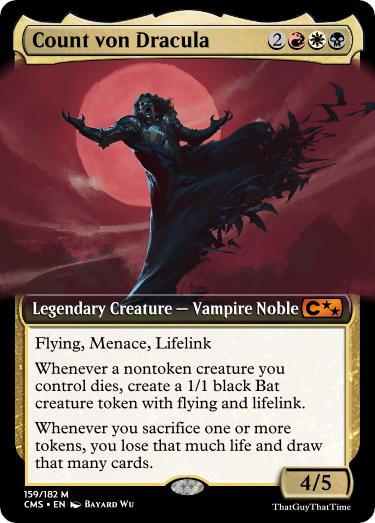 Count von Dracula 2
Legendary Creature — Vampire Noble C
Flying, Menace, Lifelink
Whenever a nontoken creature you
control dies, create a 1/1 black Bat
creature token with flying and lifelink.
Whenever you sacrifice one or more
tokens, you lose that much life and draw
that many cards.
4/5
159/182 M
CMS • EN Bayard Wu
ThatGuyThatTime